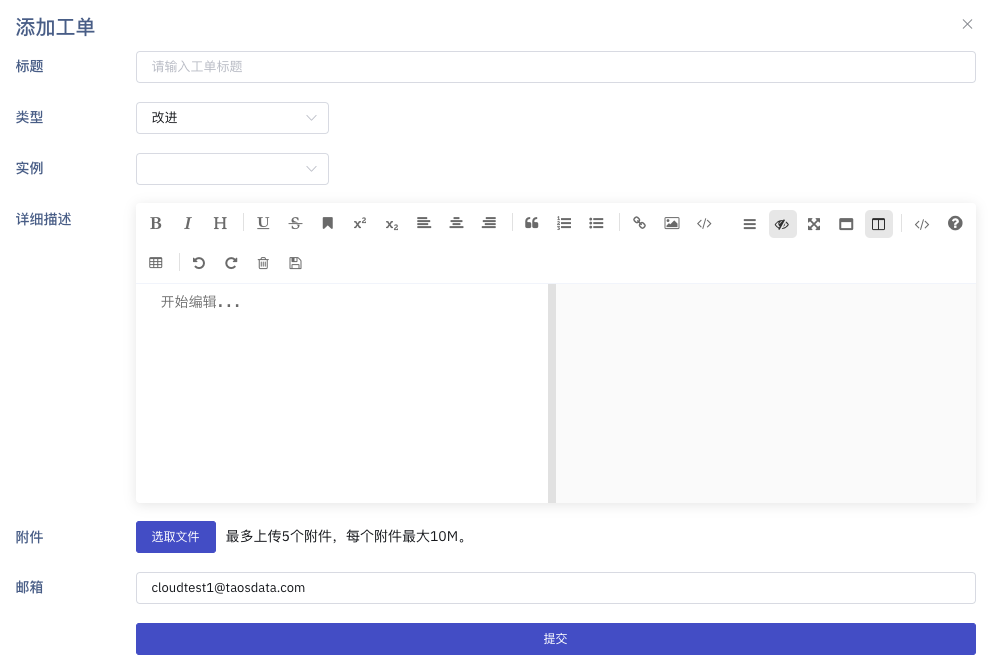 添加工单
标题
请输入工单标题
类型
改进
实例
详细描述
开始编辑...
附件
选取文件
最多上传5个附件，每个附件最大10M。
邮箱
cloudtest1@taosdata.com
提交